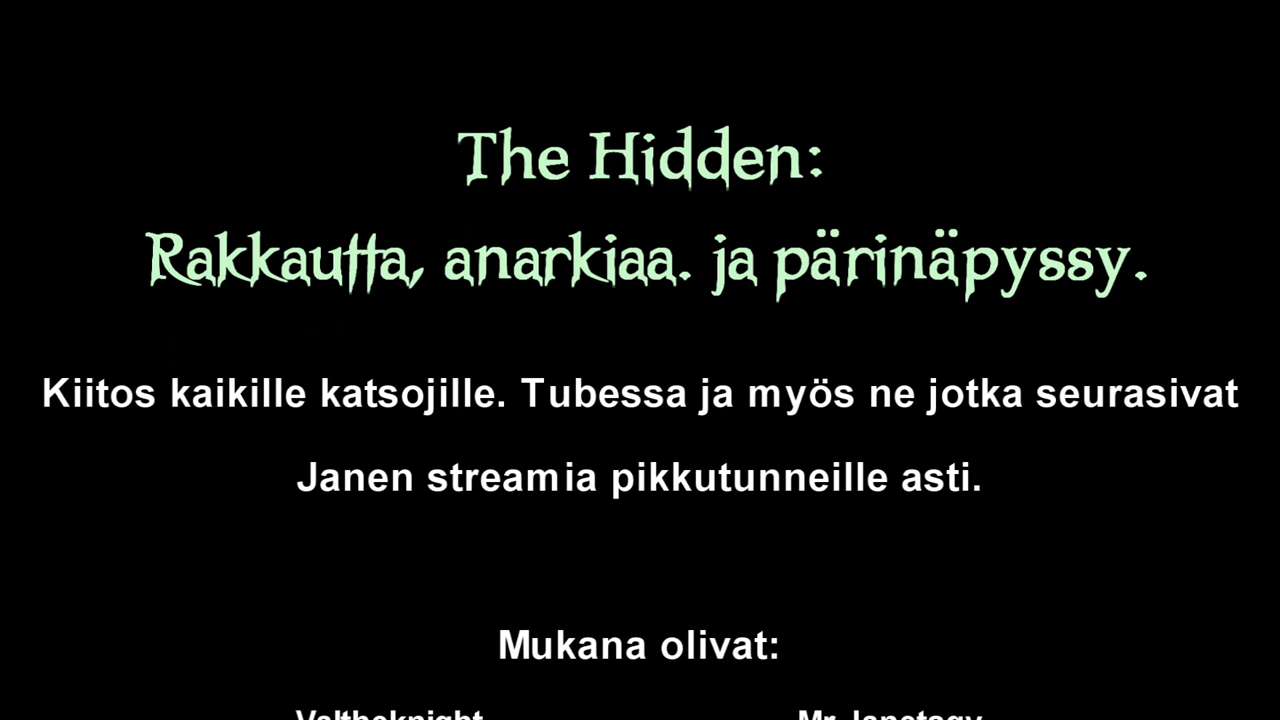 The Hidden:
Rakkautta, anarkiaa. ja pärinäpyssy.
Kiitos kaikille katsojille. Tubessa ja myös ne jotka seurasivat
Janen streamia pikkutunneille asti.
Mukana olivat:
Valtheknight